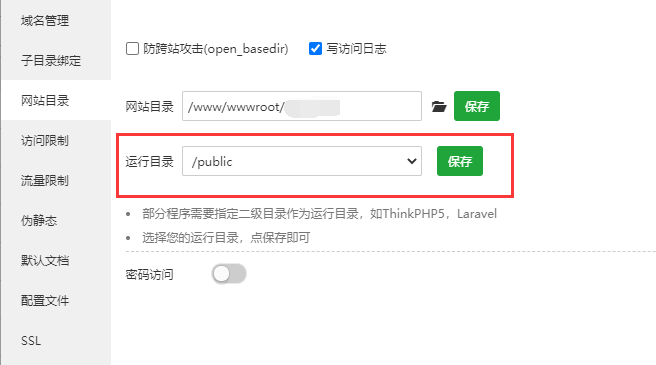 域名管理
子目录绑定
网站目录
访问限制
流量限制
伪静态
默认文档
配置文件
SSL
防跨站攻击(open_basedir) 写访问日志
网站目录 /www/wwwroot/ 保存
运行目录 /public 保存
部分程序需要指定二级目录作为运行目录，如ThinkPHP5，Laravel
选择您的运行目录，点保存即可
密码访问